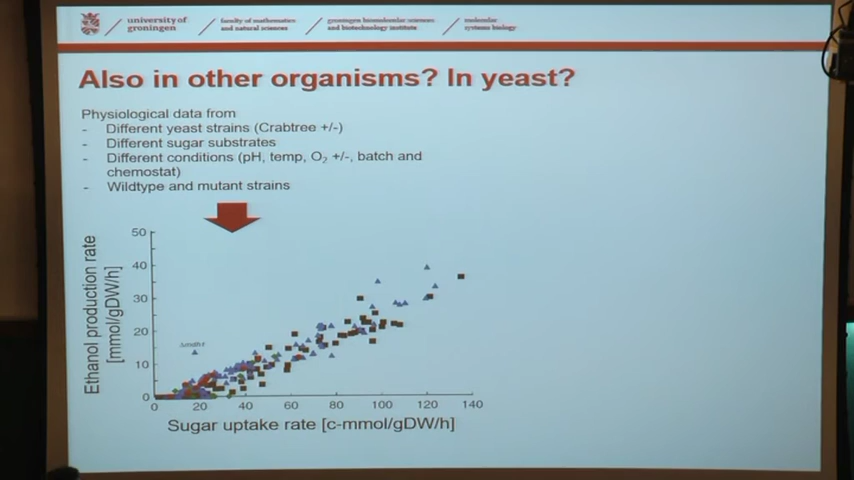 university of
groningen
faculty of mathematics
and natural sciences
groningen biomolecular sciences
and biotechnology institute
molecular
systems biology
Also in other organisms? In yeast?
Physiological data from
- Different yeast strains (Crabtree +/-)
- Different sugar substrates
- Different conditions (pH, temp, O₂ +/-, batch and
chemostat)
- Wildtype and mutant strains
Ethanol production rate
[mmol/gDW/h]
50
40
30
20
10
0
0 20 40 60 80 100 120 140
Sugar uptake rate [c-mmol/gDW/h]